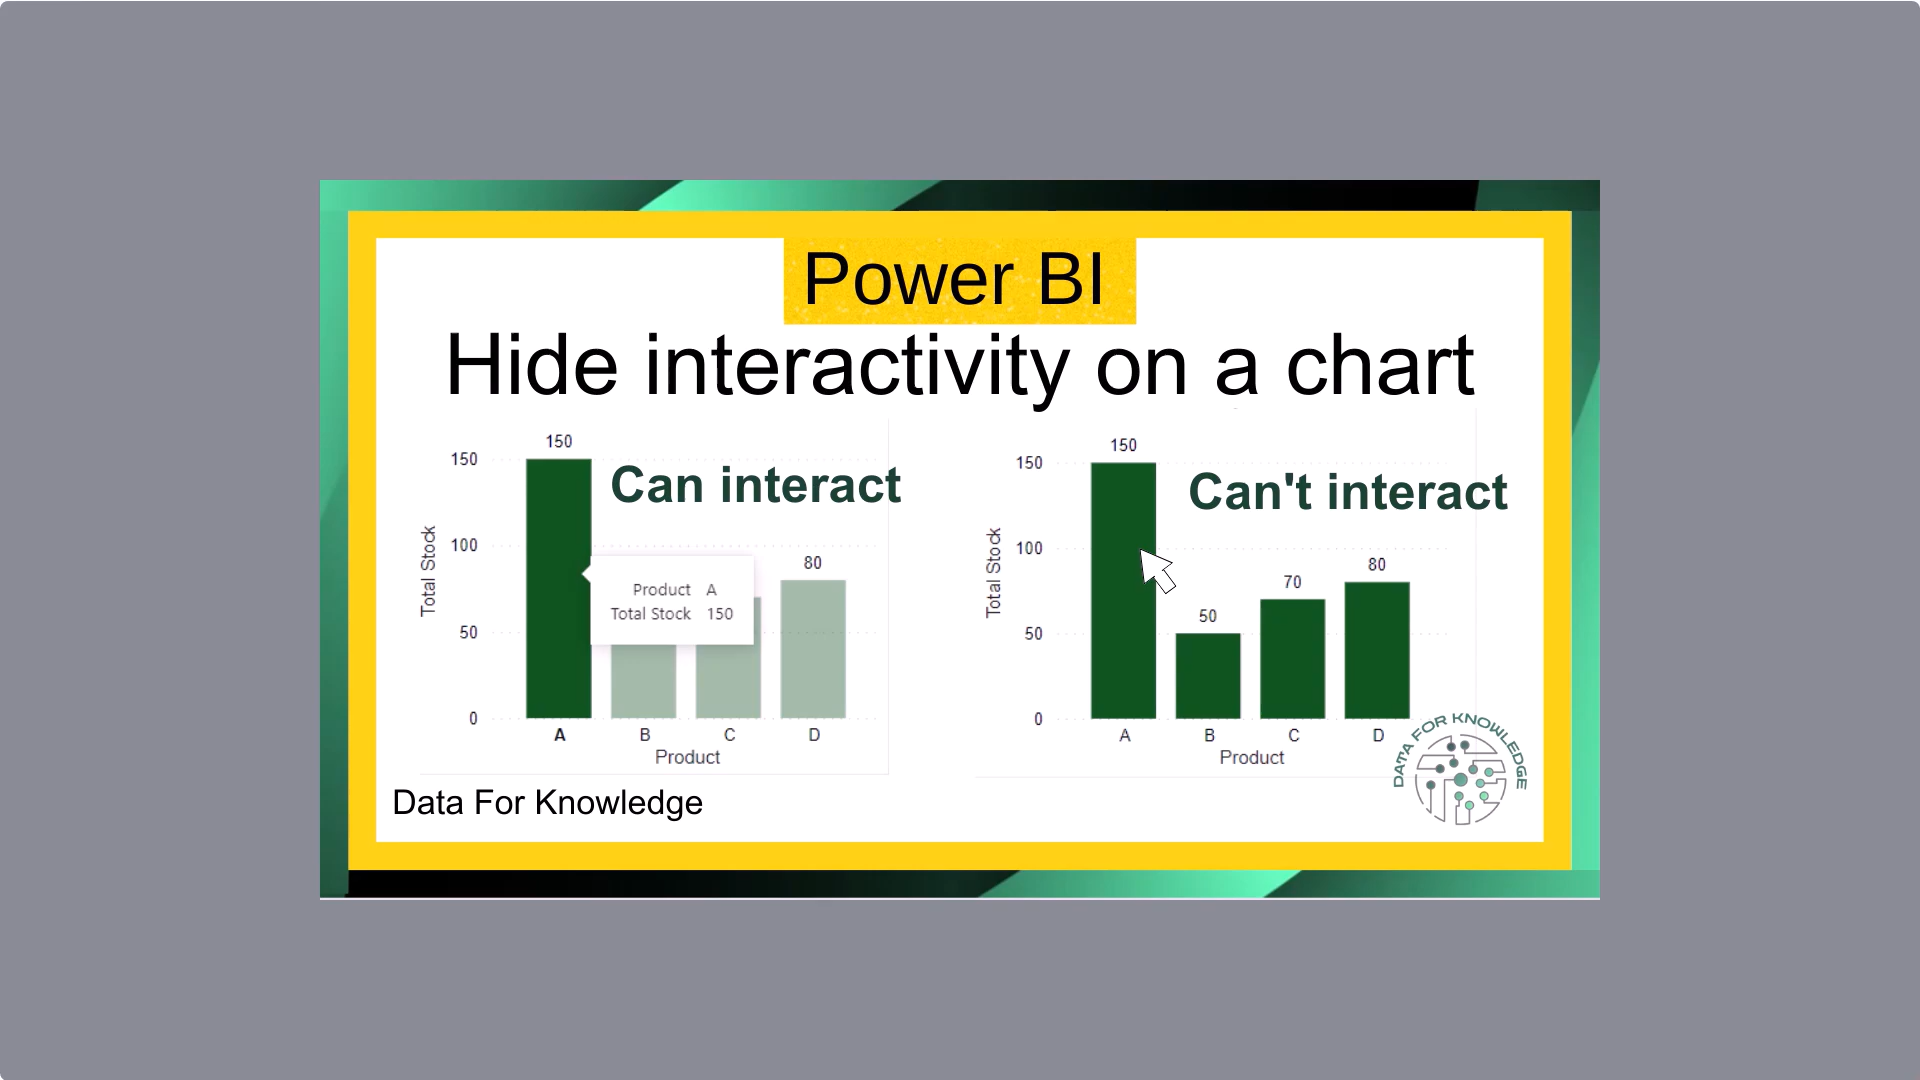 Power BI
Hide interactivity on a chart
150
Can interact
150
100
50
0
Total Stock
80
Product A
Total Stock 150
A B C D
Product
150
Can't interact
150
100
50
0
Total Stock
50
70
80
A B C D
Product
Data For Knowledge
DATA FOR KNOWLEDGE